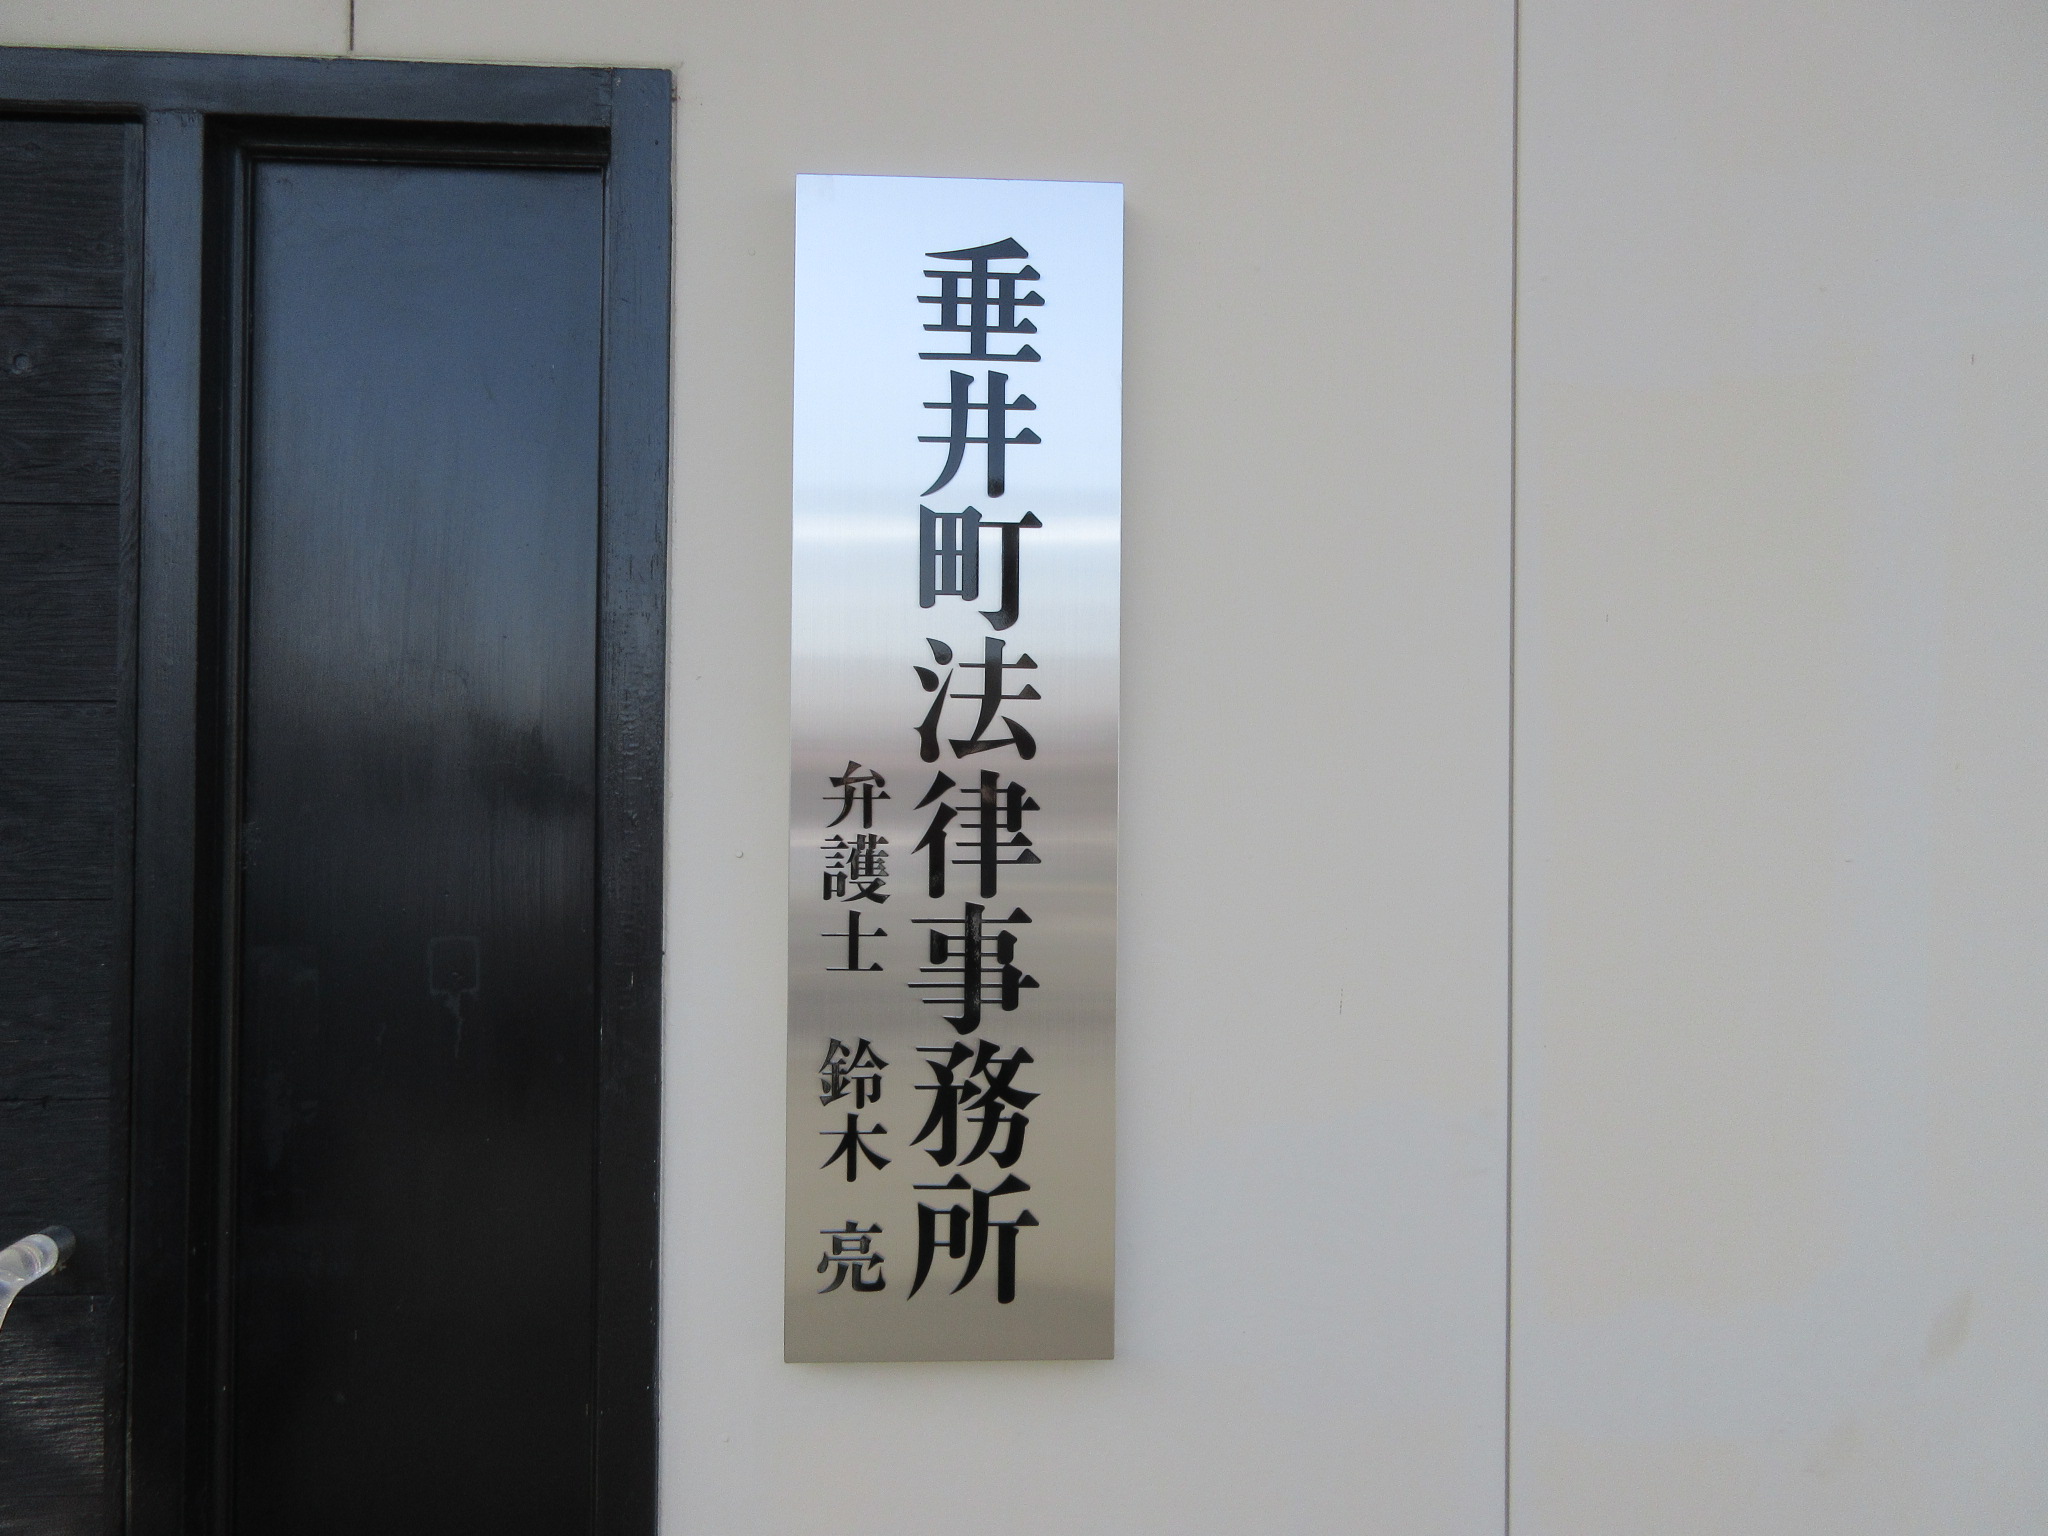 垂井町法律事務所
弁護士 鈴木 亮